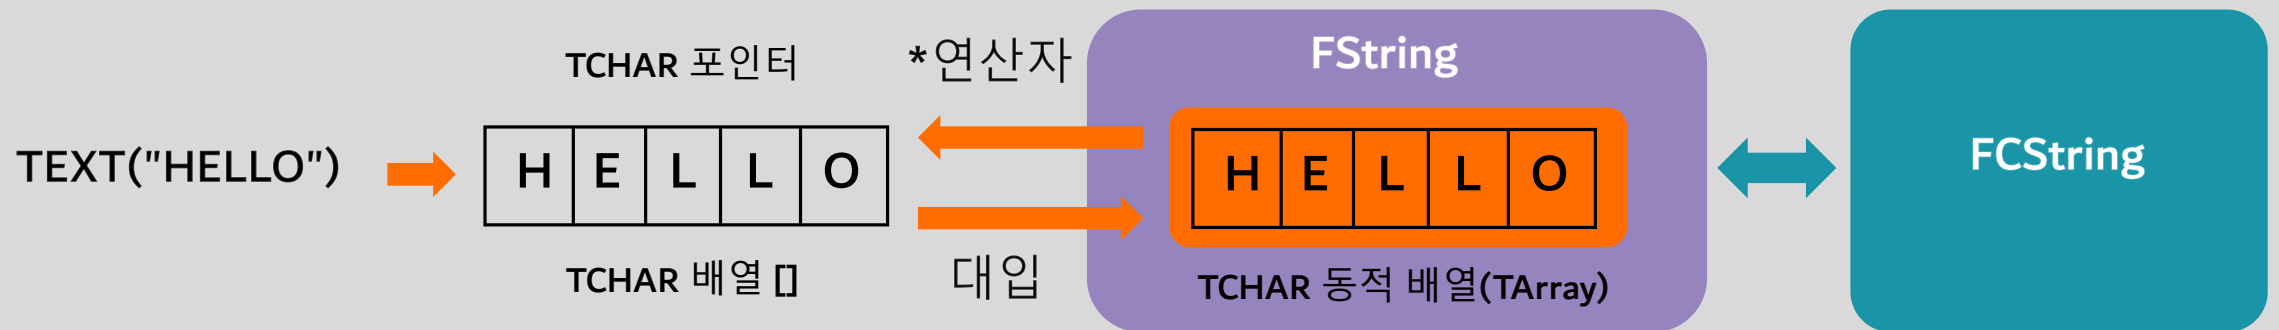 TEXT("HELLO")
TCHAR 포인터
H E L L O
TCHAR 배열 []
*연산자
대입
FString
H E L L O
TCHAR 동적 배열(TArray)
FCString